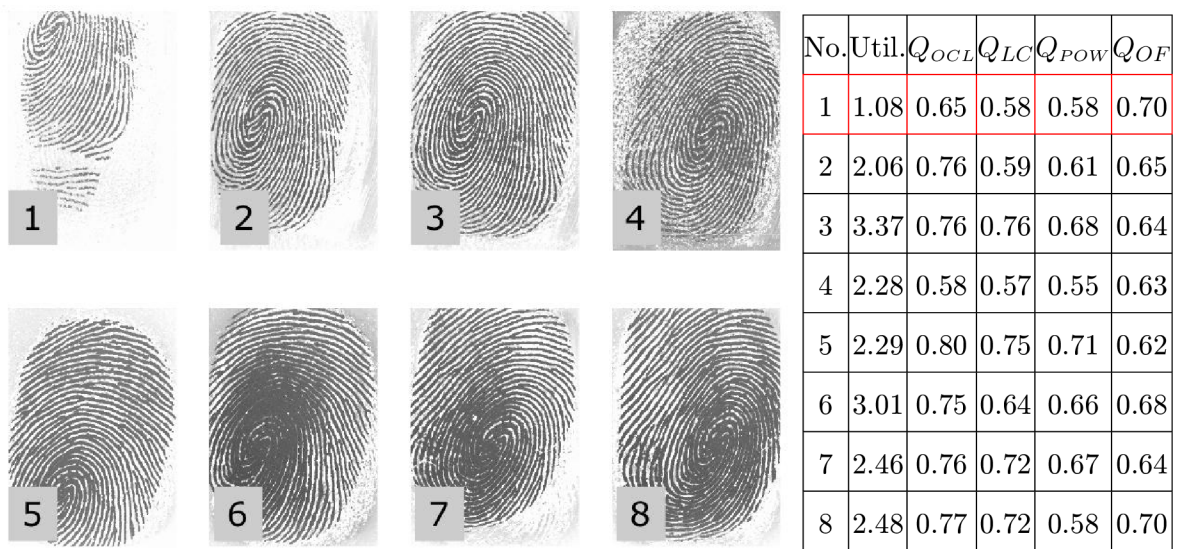 1
2
3
4
5
6
7
8
No. Util. Q_OCL Q_LC Q_POW Q_OF
1 1.08 0.65 0.58 0.58 0.70
2 2.06 0.76 0.59 0.61 0.65
3 3.37 0.76 0.76 0.68 0.64
4 2.28 0.58 0.57 0.55 0.63
5 2.29 0.80 0.75 0.71 0.62
6 3.01 0.75 0.64 0.66 0.68
7 2.46 0.76 0.72 0.67 0.64
8 2.48 0.77 0.72 0.58 0.70